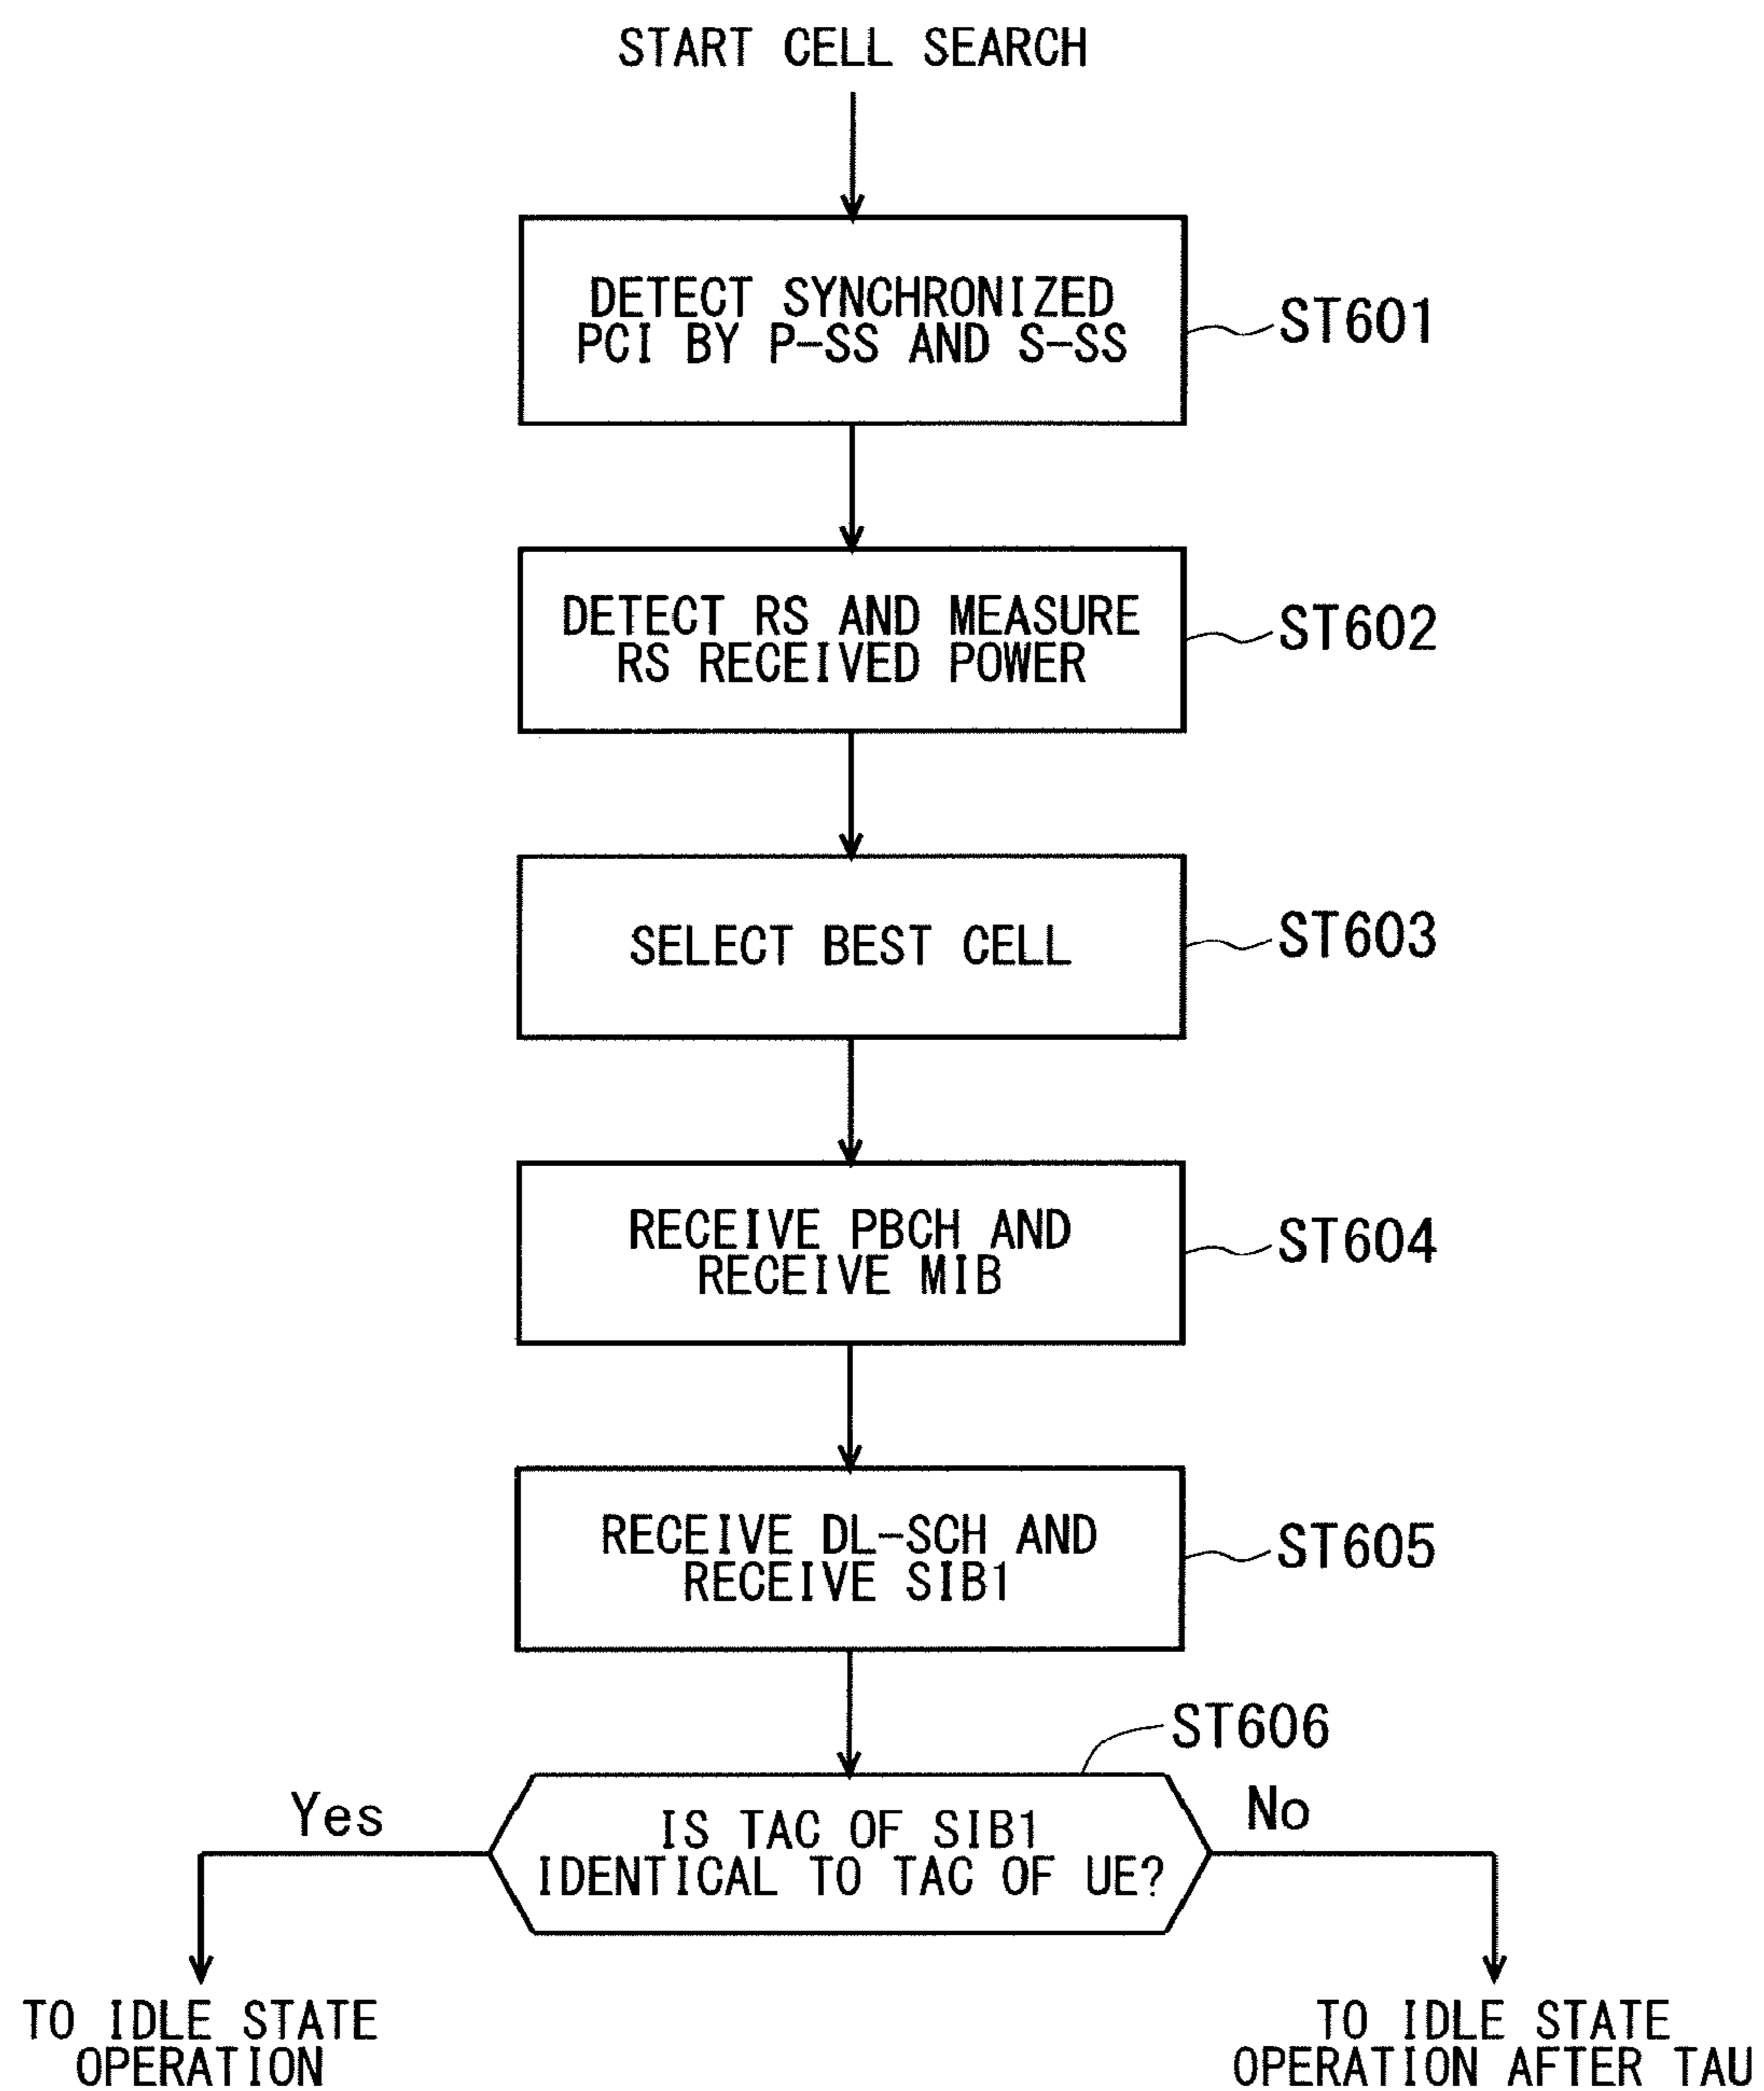 START CELL SEARCH
DETECT SYNCHRONIZED
PCI BY P-SS AND S-SS
ST601
DETECT RS AND MEASURE
RS RECEIVED POWER
ST602
SELECT BEST CELL
ST603
RECEIVE PBCH AND
RECEIVE MIB
ST604
RECEIVE DL-SCH AND
RECEIVE SIB1
ST605
ST606
Yes
IS TAC OF SIB1
IDENTICAL TO TAC OF UE?
No
TO IDLE STATE
OPERATION
TO IDLE STATE
OPERATION AFTER TAU